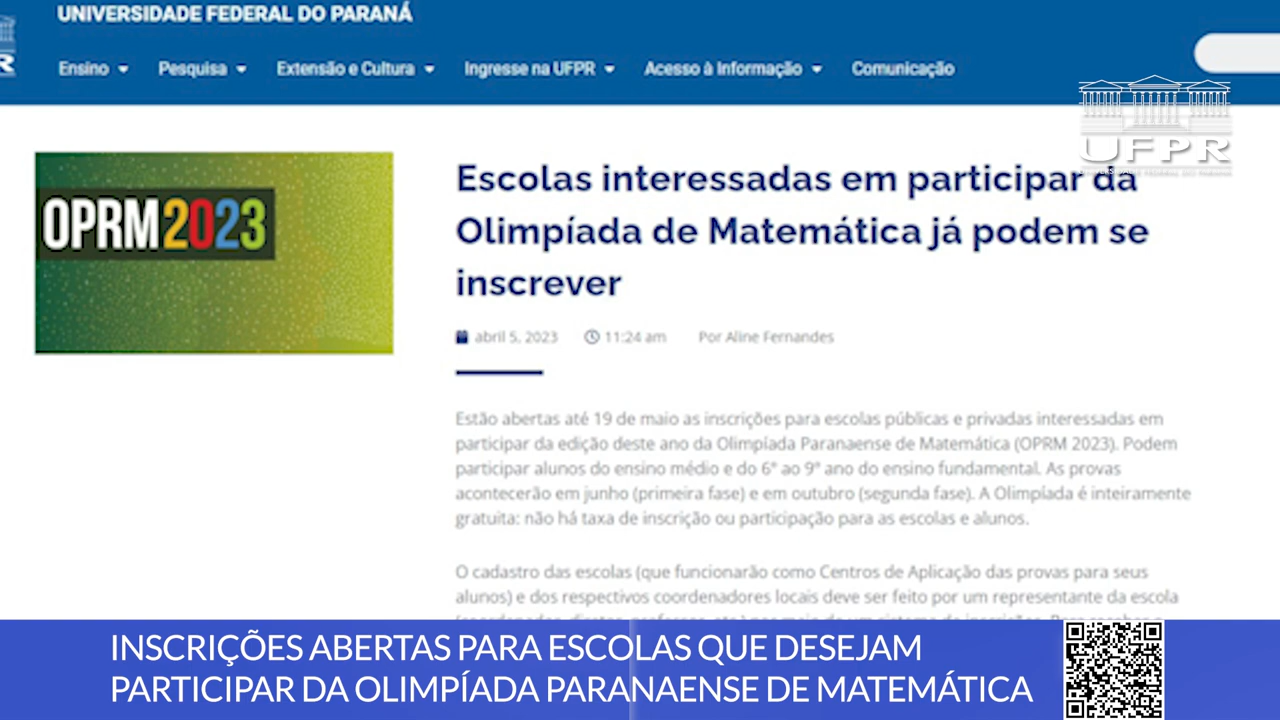 UNIVERSIDADE FEDERAL DO PARANÁ
Ensino Pesquisa Extensão e Cultura Ingresse na UFPR Acesso à Informação Comunicação
UFPR
UNIVERSIDADE FEDERAL DO PARANÁ
OPRM2023
Escolas interessadas em participar da
Olimpíada de Matemática já podem se
inscrever
abril 5, 2023 11:24 am Por Aline Fernandes
Estão abertas até 19 de maio as inscrições para escolas públicas e privadas interessadas em
participar da edição deste ano da Olimpíada Paranaense de Matemática (OPRM 2023). Podem
participar alunos do ensino médio e do 6º ao 9º ano do ensino fundamental. As provas
acontecerão em junho (primeira fase) e em outubro (segunda fase). A Olimpíada é inteiramente
gratuita: não há taxa de inscrição ou participação para as escolas e alunos.
O cadastro das escolas (que funcionarão como Centros de Aplicação das provas para seus
alunos) e dos respectivos coordenadores locais deve ser feito por um representante da escola
INSCRIÇÕES ABERTAS PARA ESCOLAS QUE DESEJAM
PARTICIPAR DA OLIMPÍADA PARANAENSE DE MATEMÁTICA